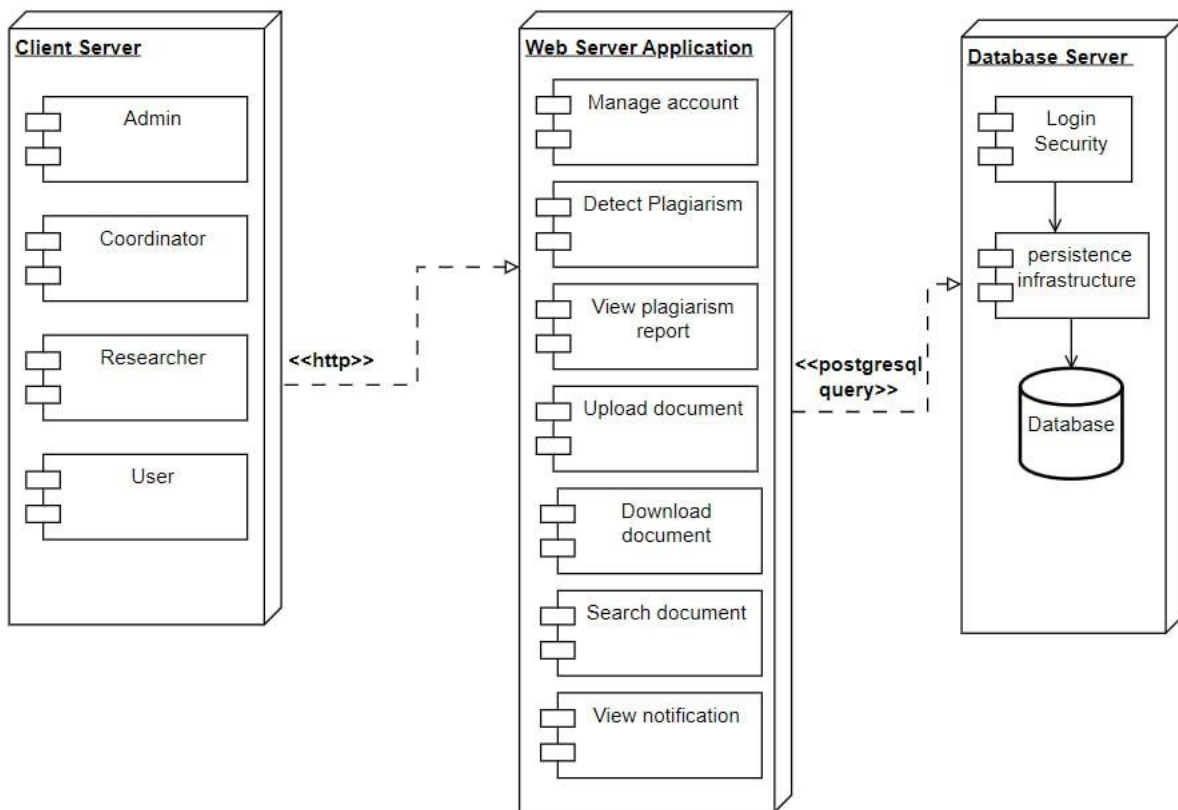 Client Server
Admin
Coordinator
Researcher
User
<<http>>
Web Server Application
Manage account
Detect Plagiarism
View plagiarism
report
Upload document
Download
document
Search document
View notification
<<postgresql
query>>
Database Server
Login
Security
persistence
infrastructure
Database